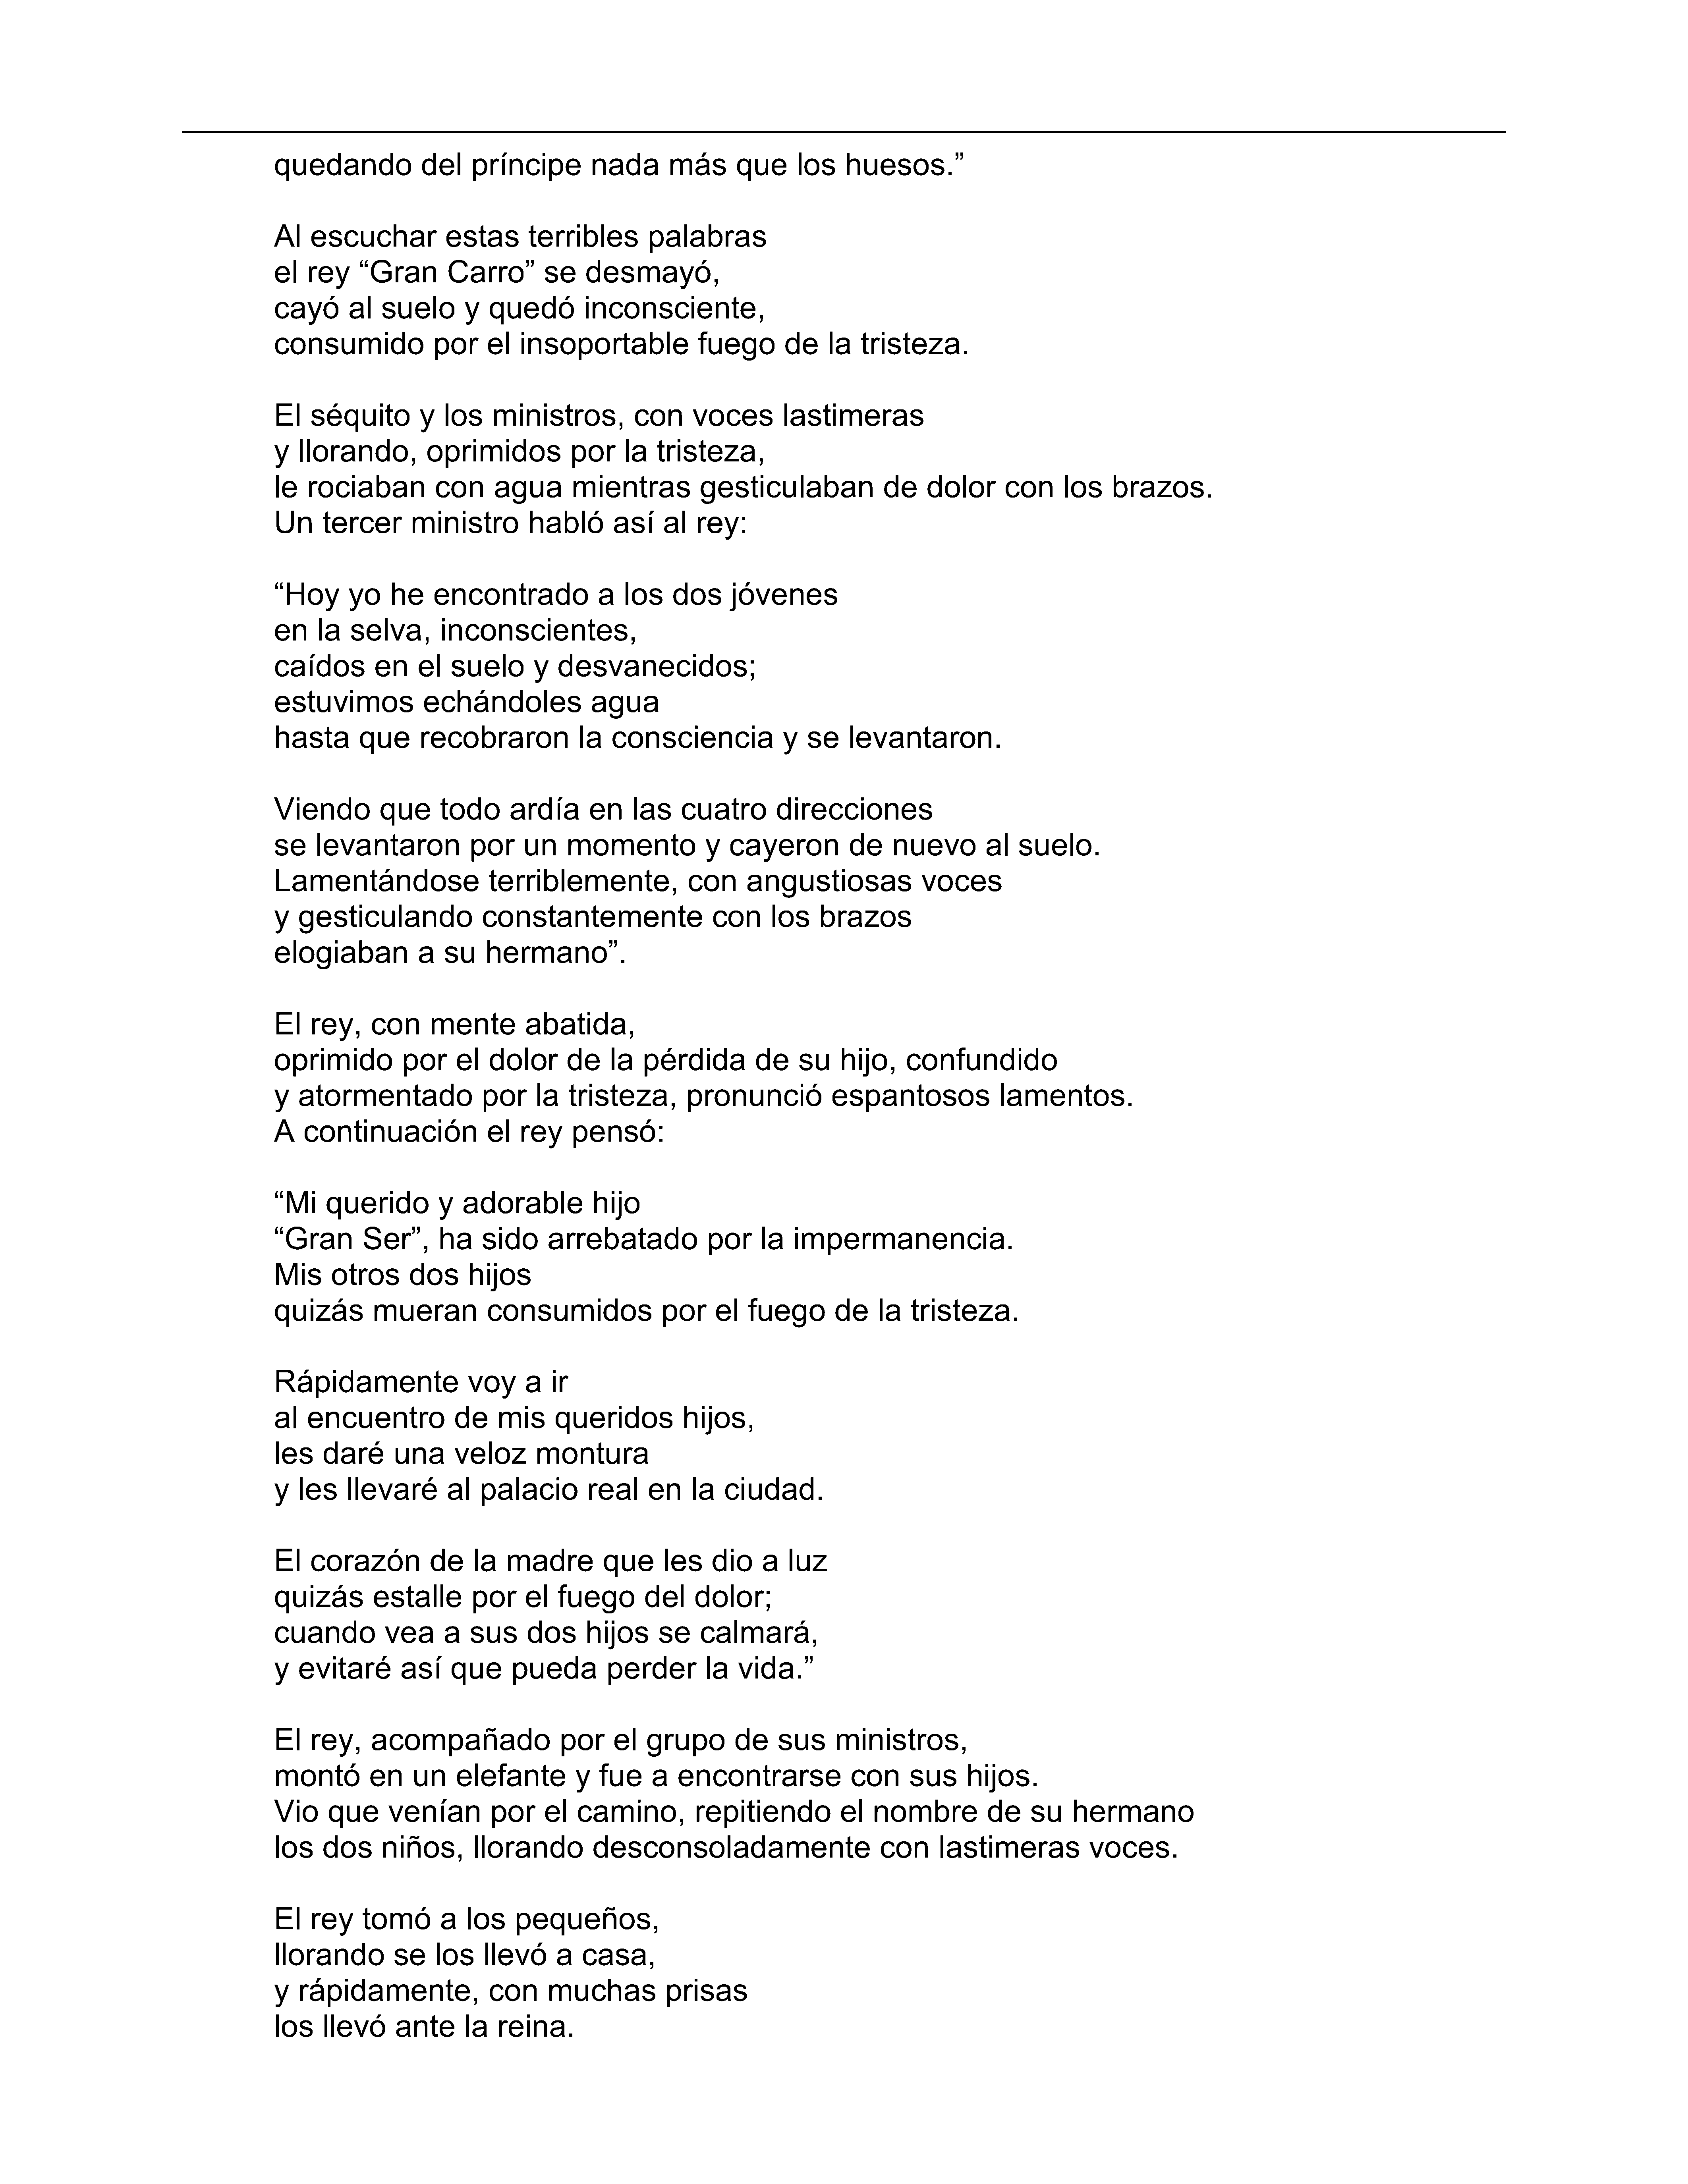 quedando del príncipe nada más que los huesos.”
Al escuchar estas terribles palabras
el rey “Gran Carro” se desmayó,
cayó al suelo y quedó inconsciente,
consumido por el insoportable fuego de la tristeza.
El séquito y los ministros, con voces lastimeras
y llorando, oprimidos por la tristeza,
le rociaban con agua mientras gesticulaban de dolor con los brazos.
Un tercer ministro habló así al rey:
“Hoy yo he encontrado a los dos jóvenes
en la selva, inconscientes,
caídos en el suelo y desvanecidos;
estuvimos echándoles agua
hasta que recobraron la consciencia y se levantaron.
Viendo que todo ardía en las cuatro direcciones
se levantaron por un momento y cayeron de nuevo al suelo.
Lamentándose terriblemente, con angustiosas voces
y gesticulando constantemente con los brazos
elogiaban a su hermano”.
El rey, con mente abatida,
oprimido por el dolor de la pérdida de su hijo, confundido
y atormentado por la tristeza, pronunció espantosos lamentos.
A continuación el rey pensó:
“Mi querido y adorable hijo
“Gran Ser”, ha sido arrebatado por la impermanencia.
Mis otros dos hijos
quizás mueran consumidos por el fuego de la tristeza.
Rápidamente voy a ir
al encuentro de mis queridos hijos,
les daré una veloz montura
y les llevaré al palacio real en la ciudad.
El corazón de la madre que les dio a luz
quizás estalle por el fuego del dolor;
cuando vea a sus dos hijos se calmará,
y evitaré así que pueda perder la vida.”
El rey, acompañado por el grupo de sus ministros,
montó en un elefante y fue a encontrarse con sus hijos.
Vio que venían por el camino, repitiendo el nombre de su hermano
los dos niños, llorando desconsoladamente con lastimeras voces.
El rey tomó a los pequeños,
llorando se los llevó a casa,
y rápidamente, con muchas prisas
los llevó ante la reina.